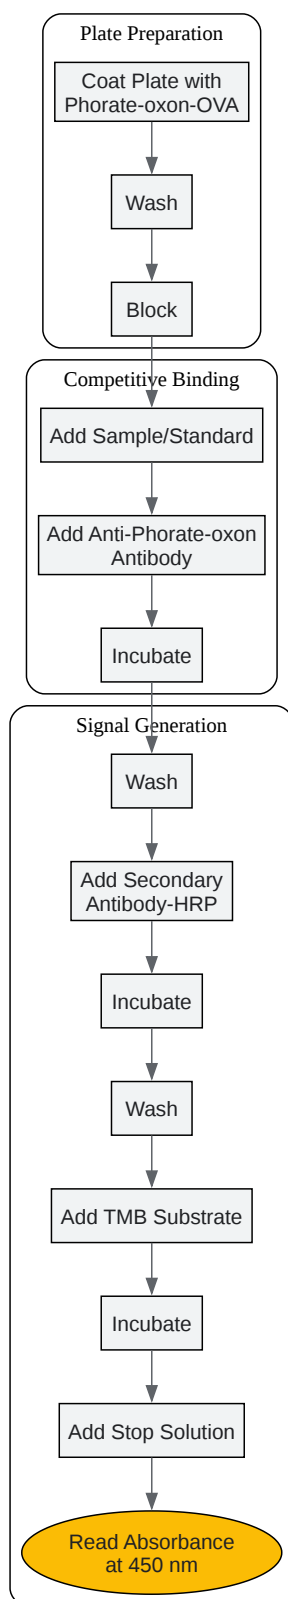 Plate Preparation
Coat Plate with
Phorate-oxon-OVA
Wash
Block
Competitive Binding
Add Sample/Standard
Add Anti-Phorate-oxon
Antibody
Incubate
Signal Generation
Wash
Add Secondary
Antibody-HRP
Incubate
Wash
Add TMB Substrate
Incubate
Add Stop Solution
Read Absorbance
at 450 nm